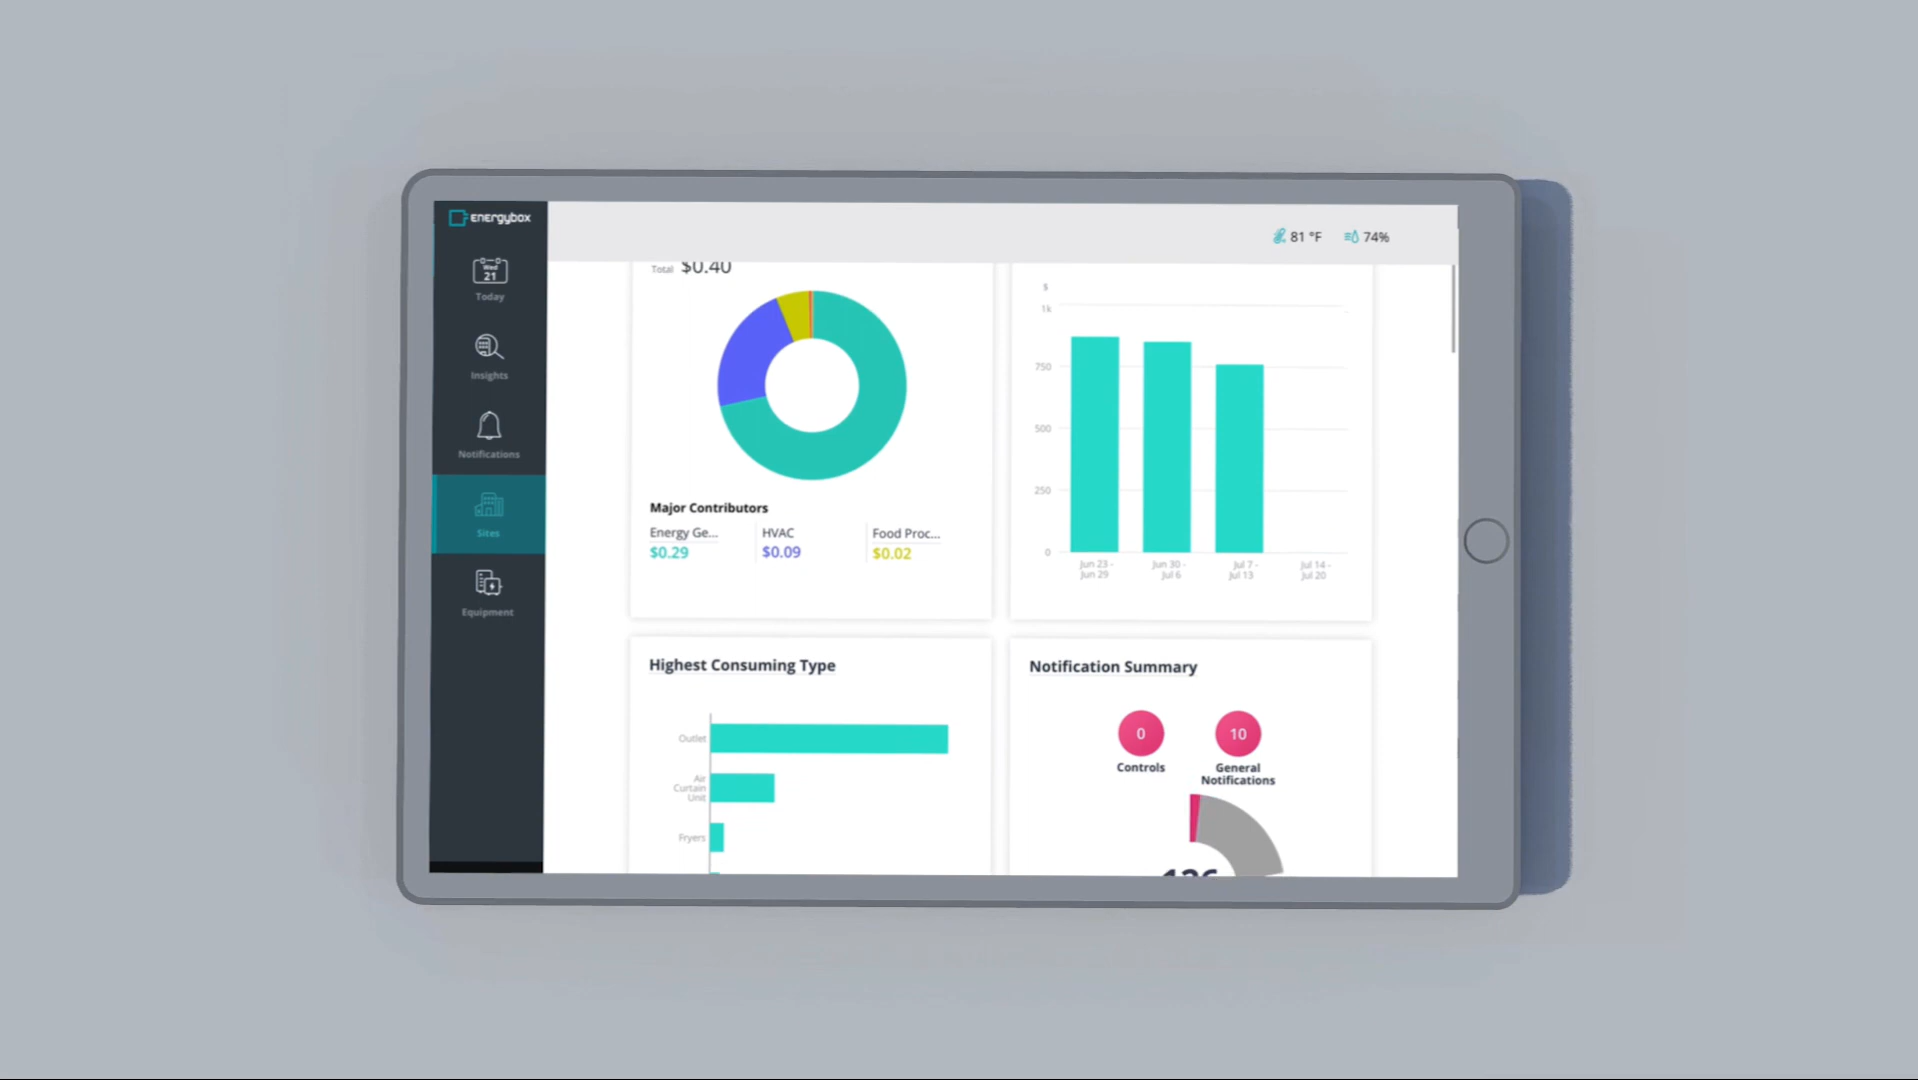 energybox
81 °F
74%
Wed
21
Today
Insights
Notifications
Sites
Equipment
Total $0.40
Major Contributors
Energy Ge...
HVAC
Food Proc...
$0.29
$0.09
$0.02
$
1k
750
500
250
0
Jun 23 -
Jun 29
Jun 30 -
Jul 6
Jul 7 -
Jul 13
Jul 14 -
Jul 20
Highest Consuming Type
Outlet
Air
Curtain
Unit
Fryers
Notification Summary
0
10
Controls
General
Notifications